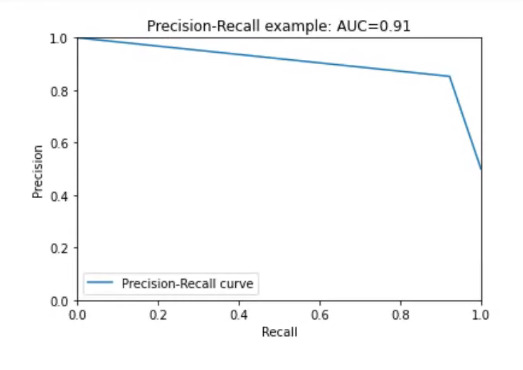 Precision-Recall example: AUC=0.91
1.0
0.8
0.6
0.4
0.2
0.0
Precision
Precision-Recall curve
0.0 0.2 0.4 0.6 0.8 1.0
Recall